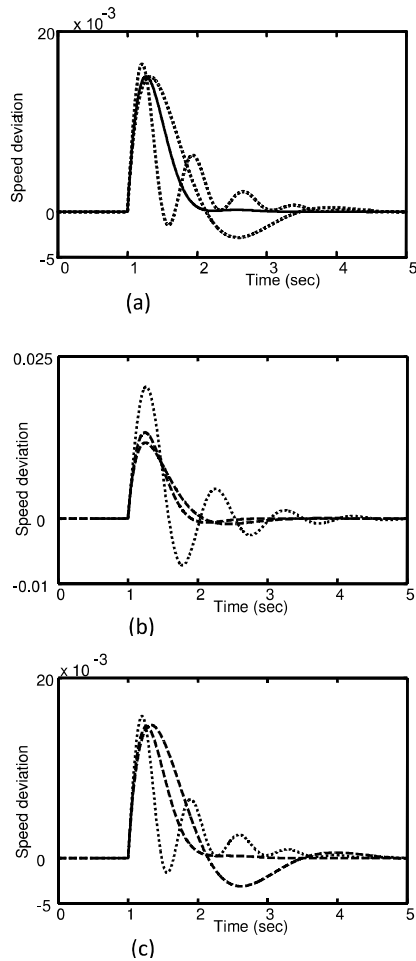 x 10⁻³
20
Speed deviation
0
-5
0 1 2 3 4 5
Time (sec)
(a)
0.025
Speed deviation
0
-0.01
0 1 2 3 4 5
Time (sec)
(b)
x 10⁻³
20
Speed deviation
0
-5
0 1 2 3 4 5
Time (sec)
(c)